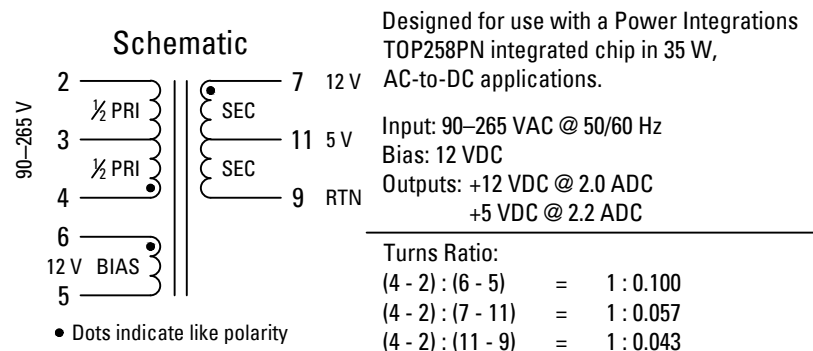 Schematic
2
½ PRI
3
½ PRI
4
90–265 V
6
12 V BIAS
5
7 12 V
SEC
11 5 V
SEC
9 RTN
• Dots indicate like polarity
Designed for use with a Power Integrations
TOP258PN integrated chip in 35 W,
AC-to-DC applications.
Input: 90–265 VAC @ 50/60 Hz
Bias: 12 VDC
Outputs: +12 VDC @ 2.0 ADC
+5 VDC @ 2.2 ADC
Turns Ratio:
(4 - 2) : (6 - 5) = 1 : 0.100
(4 - 2) : (7 - 11) = 1 : 0.057
(4 - 2) : (11 - 9) = 1 : 0.043